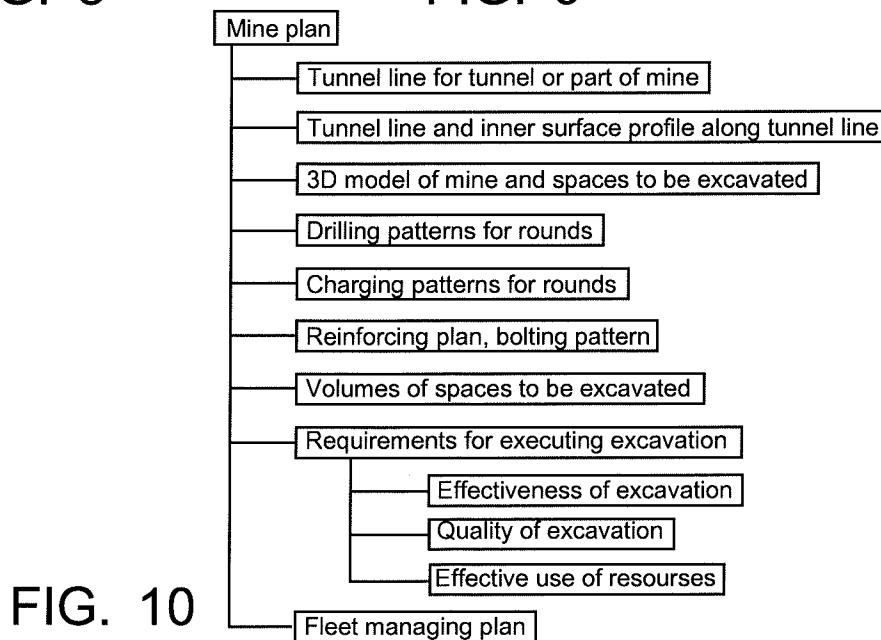 Mine plan
Tunnel line for tunnel or part of mine
Tunnel line and inner surface profile along tunnel line
3D model of mine and spaces to be excavated
Drilling patterns for rounds
Charging patterns for rounds
Reinforcing plan, bolting pattern
Volumes of spaces to be excavated
Requirements for executing excavation
Effectiveness of excavation
Quality of excavation
Effective use of resourses
FIG. 10
Fleet managing plan